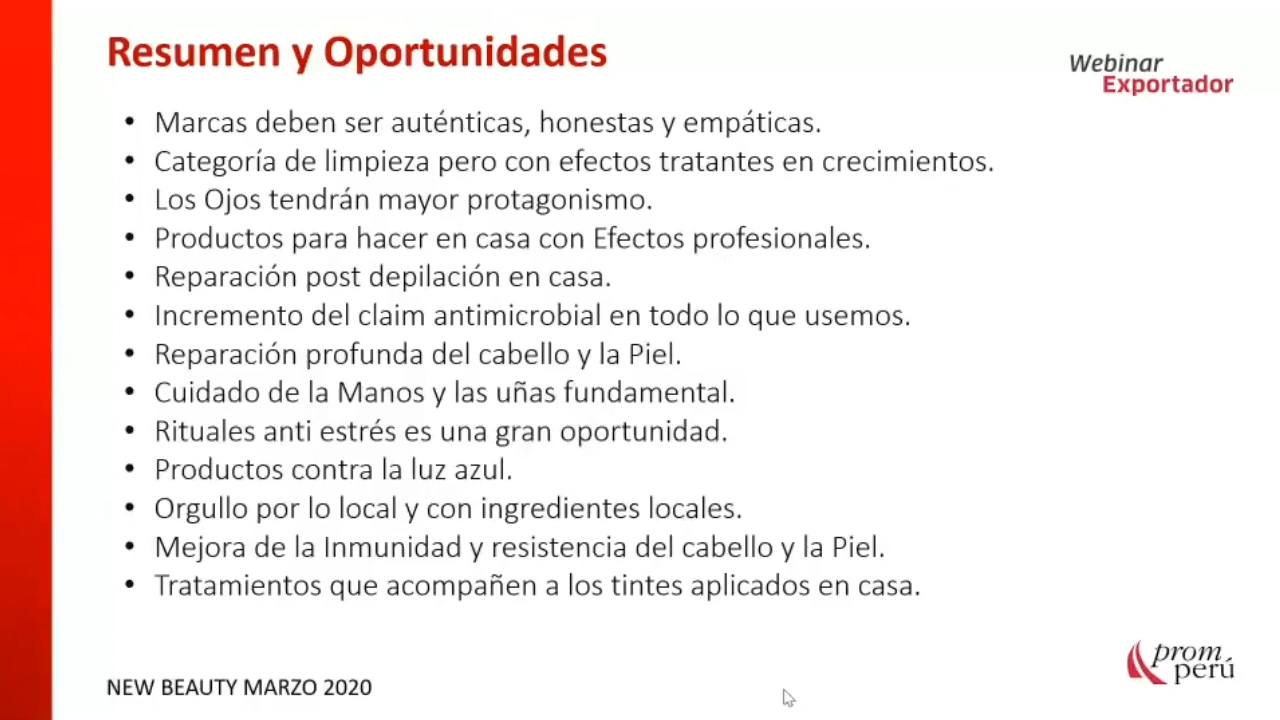 Resumen y Oportunidades
Webinar
Exportador
• Marcas deben ser auténticas, honestas y empáticas.
• Categoría de limpieza pero con efectos tratantes en crecimientos.
• Los Ojos tendrán mayor protagonismo.
• Productos para hacer en casa con Efectos profesionales.
• Reparación post depilación en casa.
• Incremento del claim antimicrobial en todo lo que usemos.
• Reparación profunda del cabello y la Piel.
• Cuidado de la Manos y las uñas fundamental.
• Rituales anti estrés es una gran oportunidad.
• Productos contra la luz azul.
• Orgullo por lo local y con ingredientes locales.
• Mejora de la Inmunidad y resistencia del cabello y la Piel.
• Tratamientos que acompañen a los tintes aplicados en casa.
NEW BEAUTY MARZO 2020
prom
perú